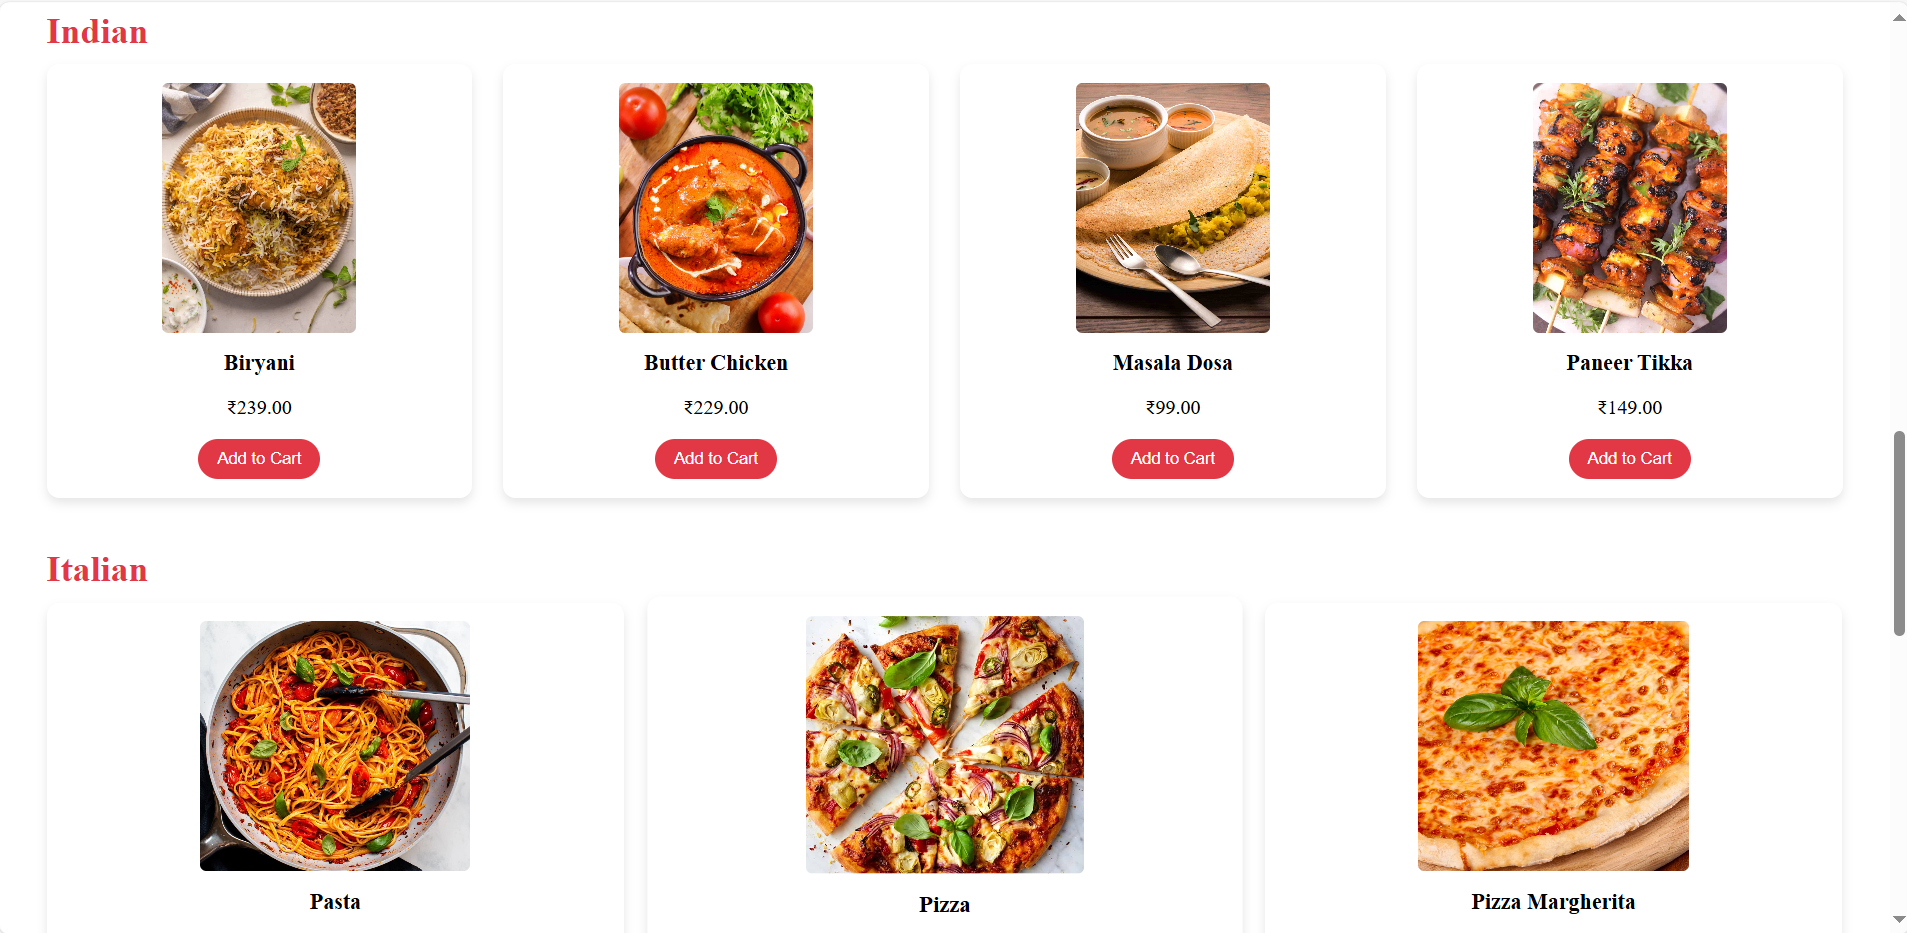 Indian
Biryani
₹239.00
Add to Cart
Butter Chicken
₹229.00
Add to Cart
Masala Dosa
₹99.00
Add to Cart
Paneer Tikka
₹149.00
Add to Cart
Italian
Pasta
Pizza
Pizza Margherita